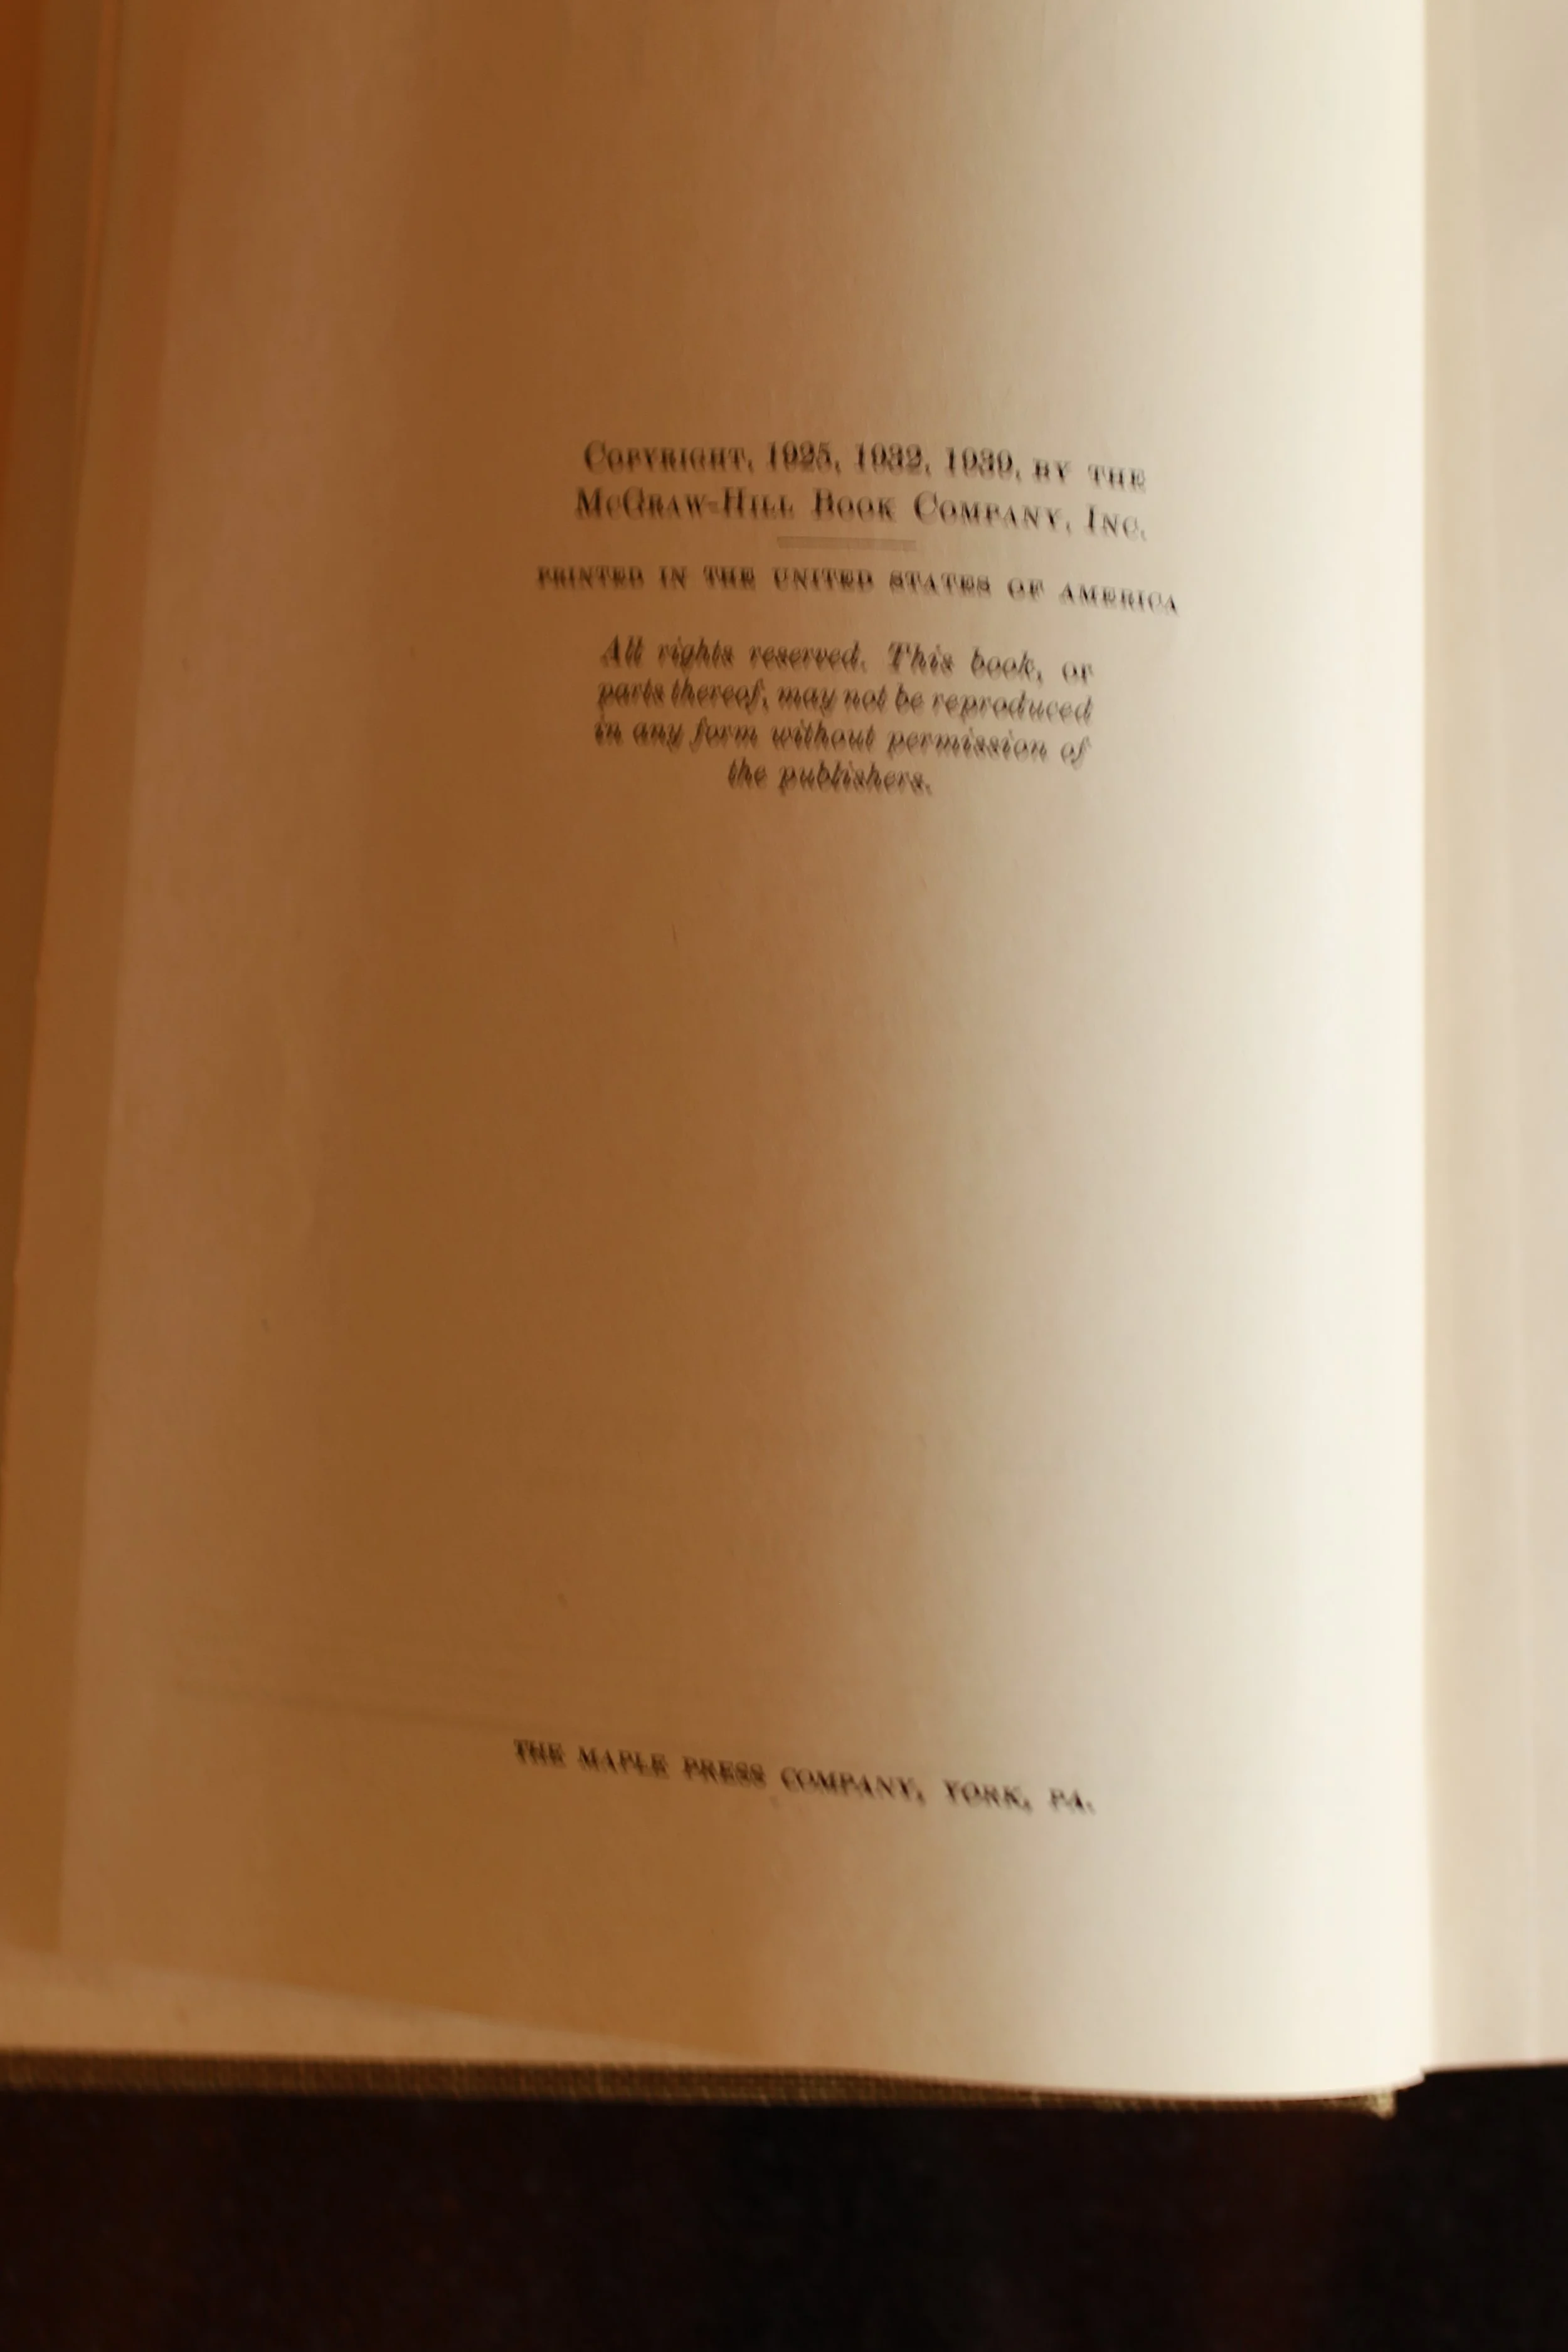 COPYRIGHT, 1925, 1932, 1939, BY THE
MCGRAW-HILL BOOK COMPANY, INC.
PRINTED IN THE UNITED STATES OF AMERICA
All rights reserved. This book, or
parts thereof, may not be reproduced
in any form without permission of
the publishers.
THE MAPLE PRESS COMPANY, YORK, PA.